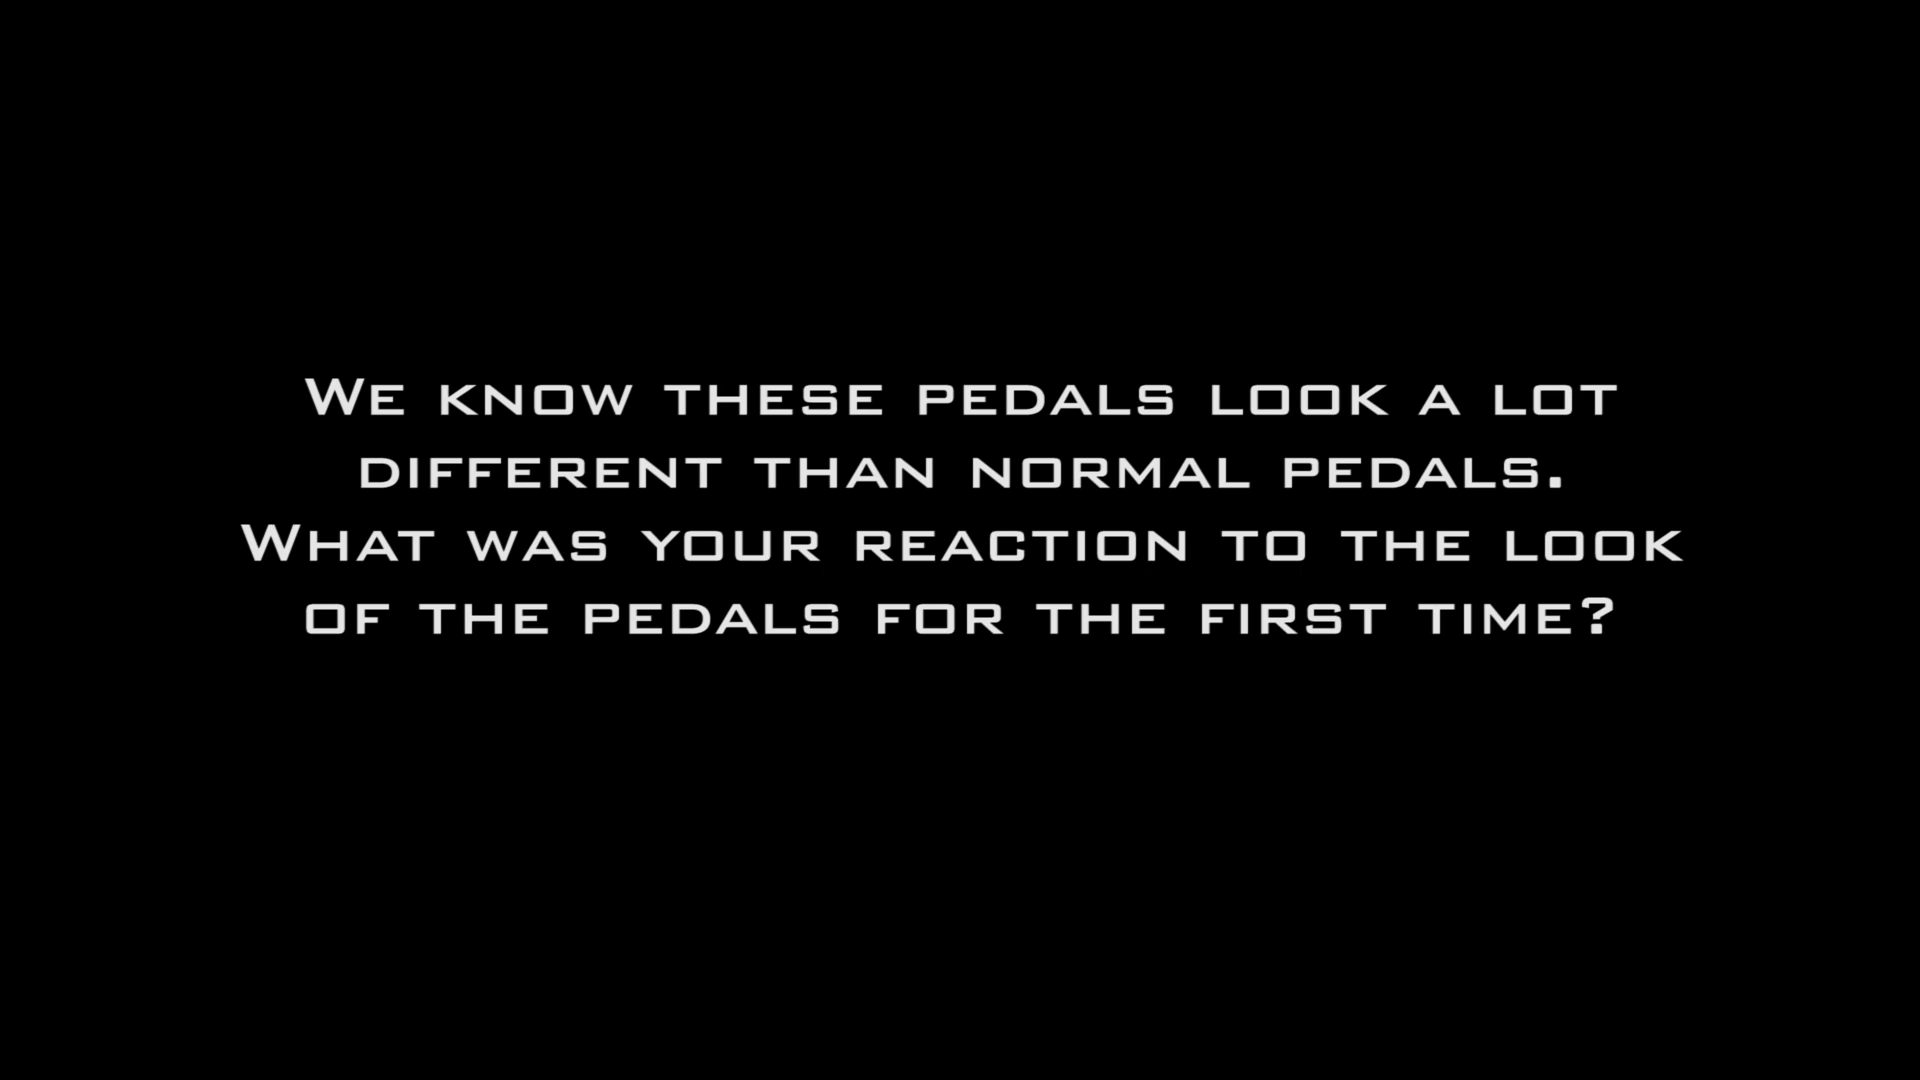 We know these pedals look a lot
different than normal pedals.
What was your reaction to the look
of the pedals for the first time?